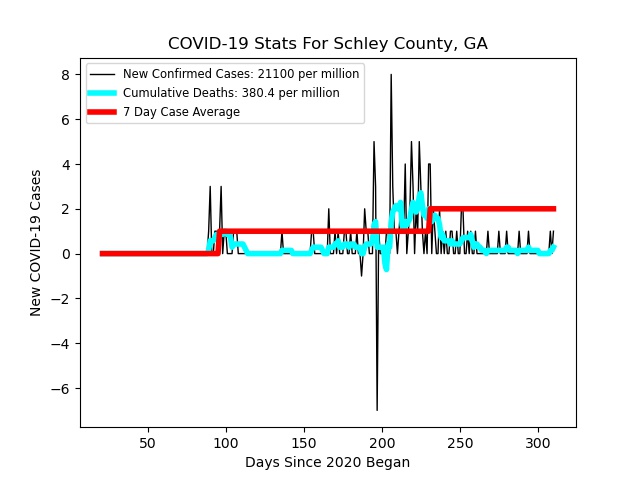 COVID-19 Stats For Schley County, GA
New Confirmed Cases: 21100 per million
Cumulative Deaths: 380.4 per million
7 Day Case Average
New COVID-19 Cases
8
6
4
2
0
−2
−4
−6
50 100 150 200 250 300
Days Since 2020 Began